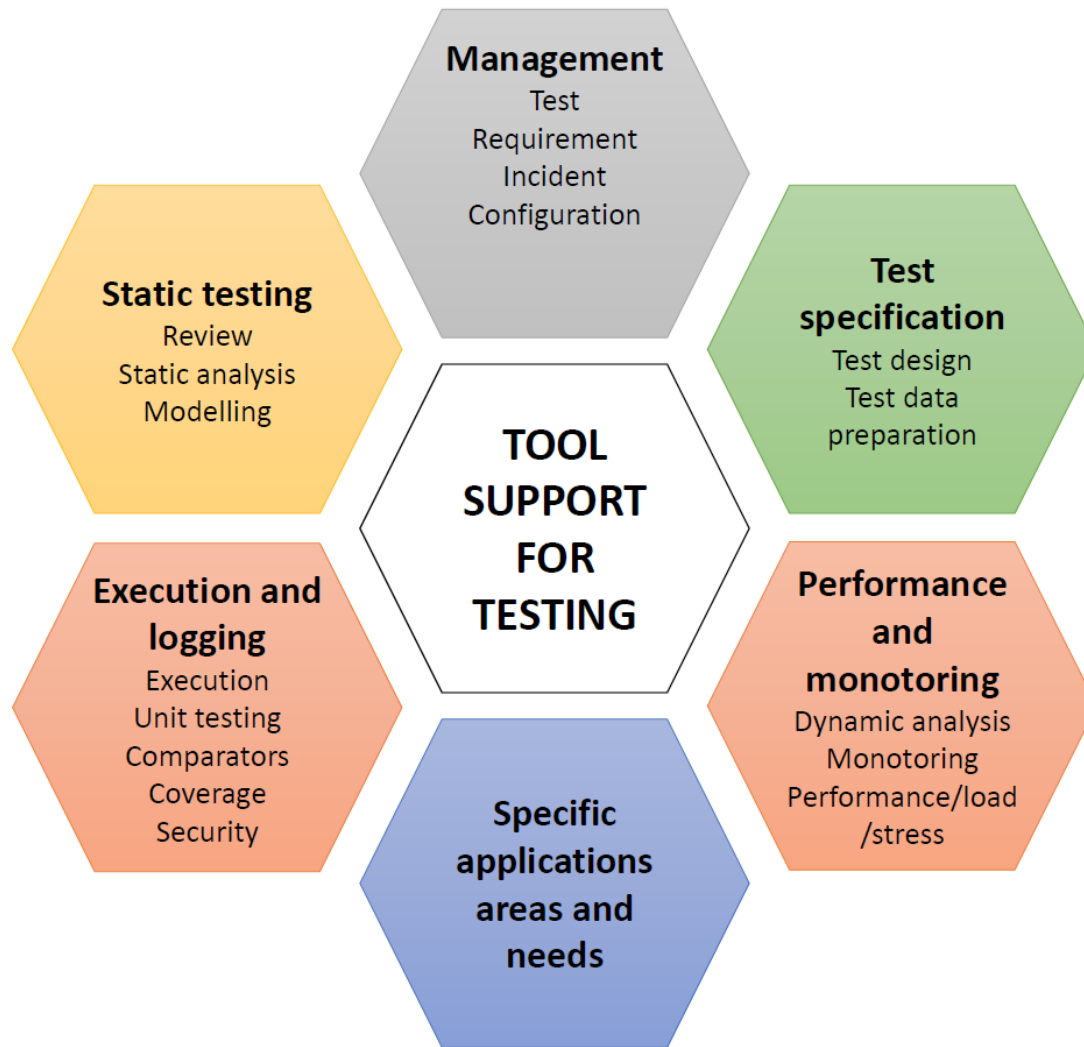 Management
Test
Requirement
Incident
Configuration
Static testing
Review
Static analysis
Modelling
Test
specification
Test design
Test data
preparation
TOOL
SUPPORT
FOR
TESTING
Execution and
logging
Execution
Unit testing
Comparators
Coverage
Security
Performance
and
monotoring
Dynamic analysis
Monotoring
Performance/load
/stress
Specific
applications
areas and
needs